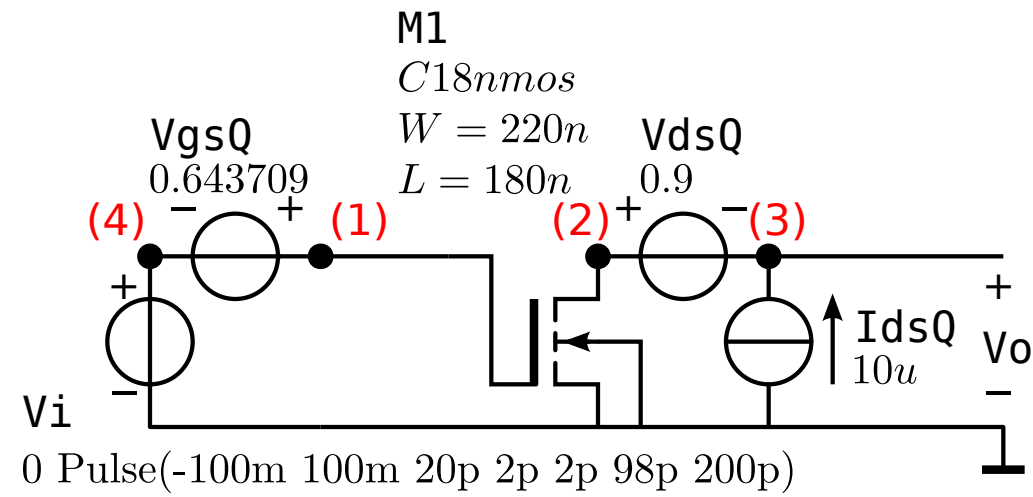 M1
C18nmos
W = 220n
L = 180n
VgsQ
0.643709
VdsQ
0.9
− +
+ −
(4)
(1)
(2)
(3)
+
−
Vi
IdsQ
10u
+
Vo
−
0 Pulse(-100m 100m 20p 2p 2p 98p 200p)